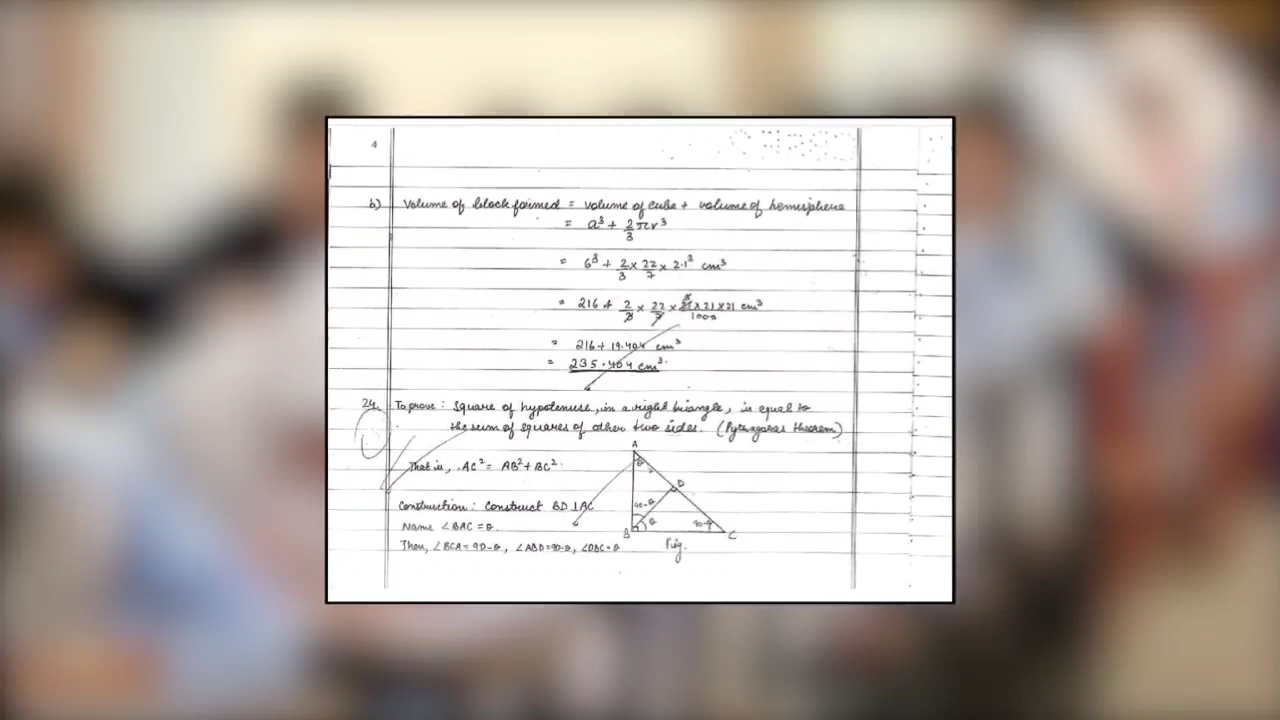 4
b) Volume of block formed = volume of cube + volume of hemisphere
= a³ + 2/3 πr³
= 6³ + 2/3 × 22/7 × 2.1³ cm³
= 216 + 2/3 × 22/7 × 21×21×21/1000 cm³
= 216 + 19.404 cm³
= 235.404 cm³.
24. To prove: Square of hypotenuse, in a right triangle, is equal to
the sum of squares of other two sides. (Pythagoras theorem)
A
That is, AC² = AB² + BC².
θ
D
Construction: Construct BD ⊥ AC
90-θ
Name ∠BAC = θ.
θ
90-θ
B
C
Then, ∠BCA = 90-θ, ∠ABD = 90-θ, ∠DBC = θ
Fig.